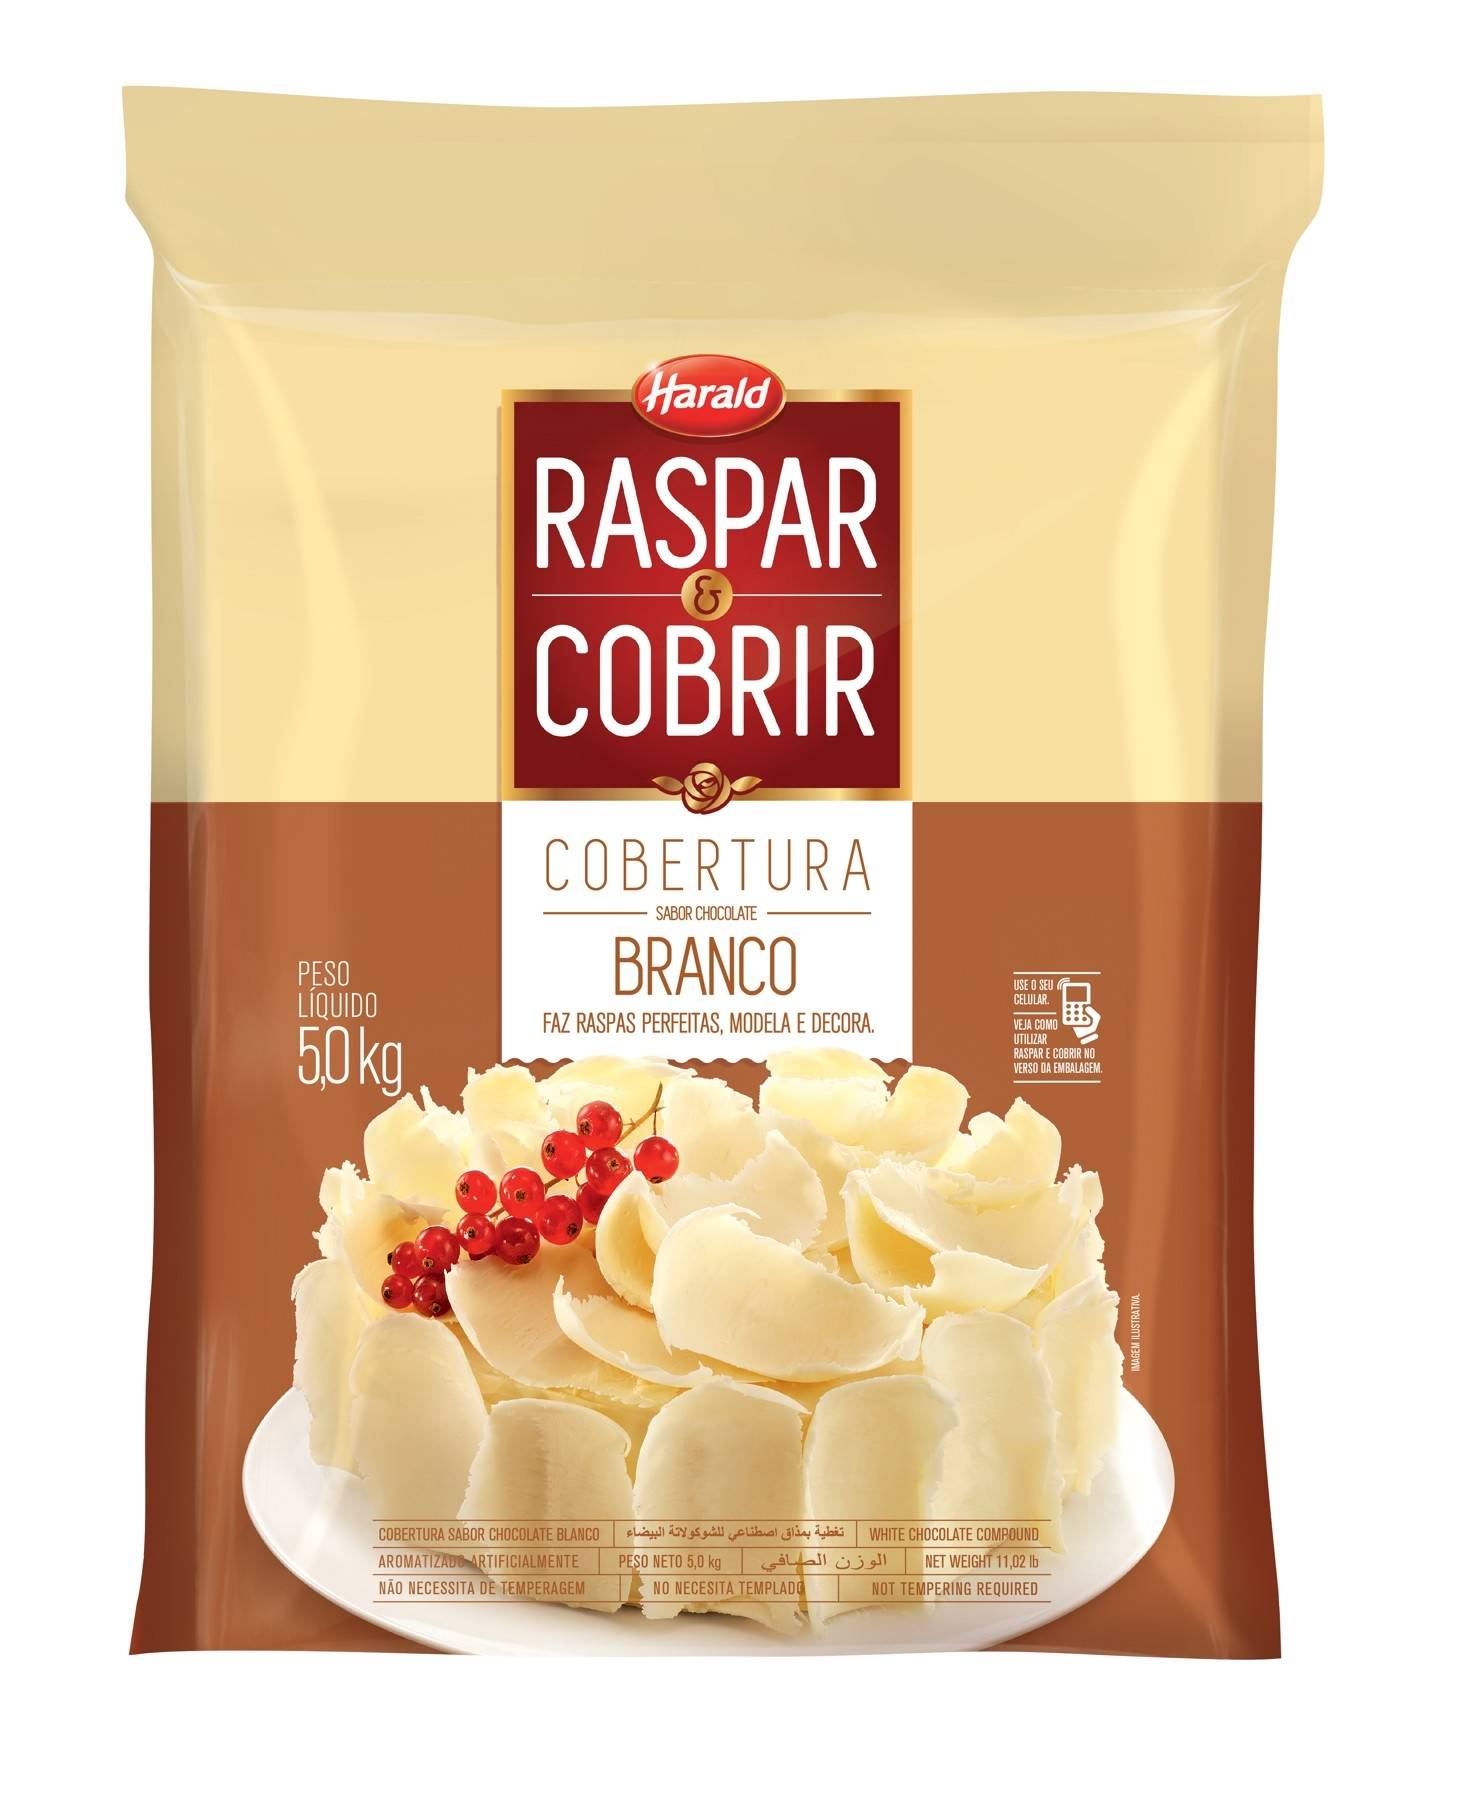 Harald
RASPAR
&
COBRIR
COBERTURA
SABOR CHOCOLATE
BRANCO
FAZ RASPAS PERFEITAS, MODELA E DECORA.
PESO
LÍQUIDO
5,0 kg
USE O SEU
CELULAR.
VEJA COMO
UTILIZAR
RASPAR E COBRIR NO
VERSO DA EMBALAGEM.
IMAGEM ILUSTRATIVA.
COBERTURA SABOR CHOCOLATE BLANCO تغطية بمذاق اصطناعي للشوكولاتة البيضاء WHITE CHOCOLATE COMPOUND
AROMATIZADO ARTIFICIALMENTE PESO NETO 5,0 kg الوزن الصافي NET WEIGHT 11,02 lb
NÃO NECESSITA DE TEMPERAGEM NO NECESITA TEMPLADO NOT TEMPERING REQUIRED